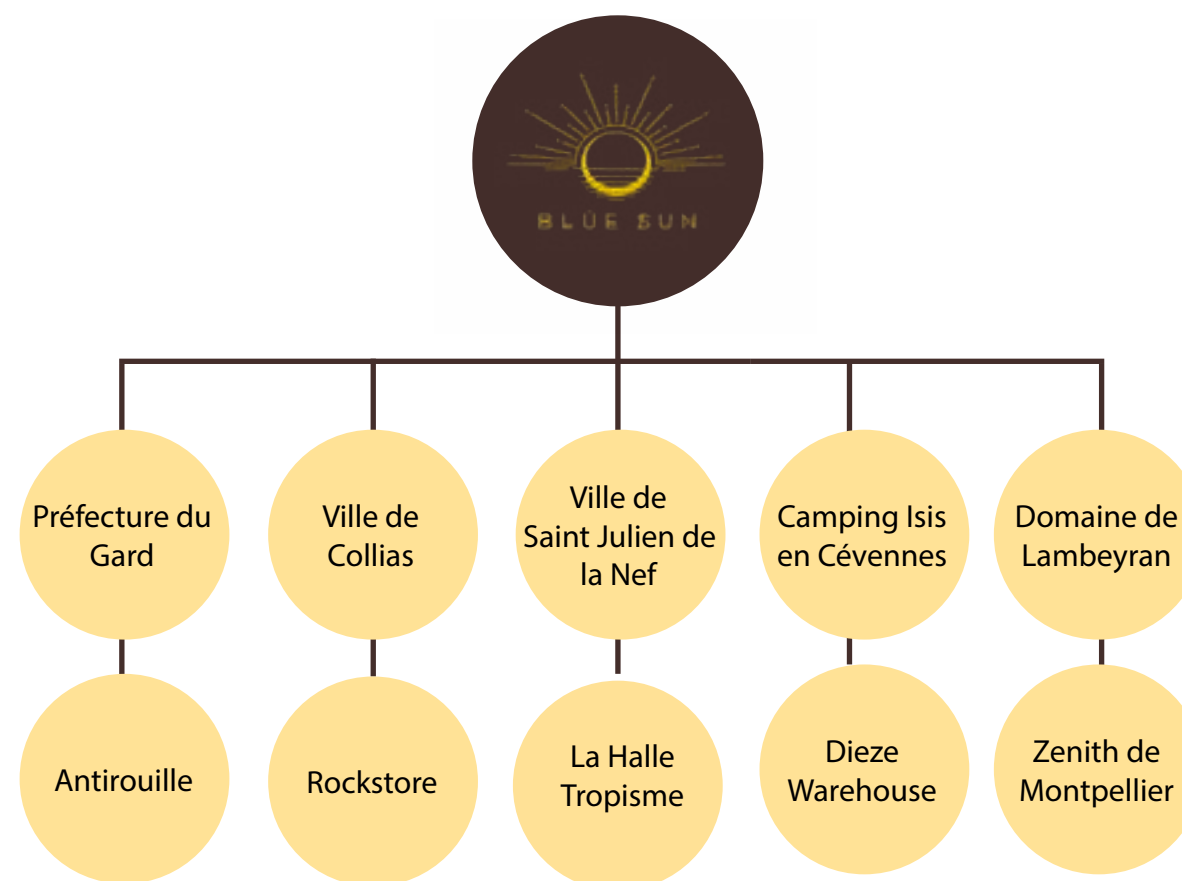 BLUE SUN
Préfecture du
Gard
Ville de
Collias
Ville de
Saint Julien de
la Nef
Camping Isis
en Cévennes
Domaine de
Lambeyran
Antirouille
Rockstore
La Halle
Tropisme
Dieze
Warehouse
Zenith de
Montpellier